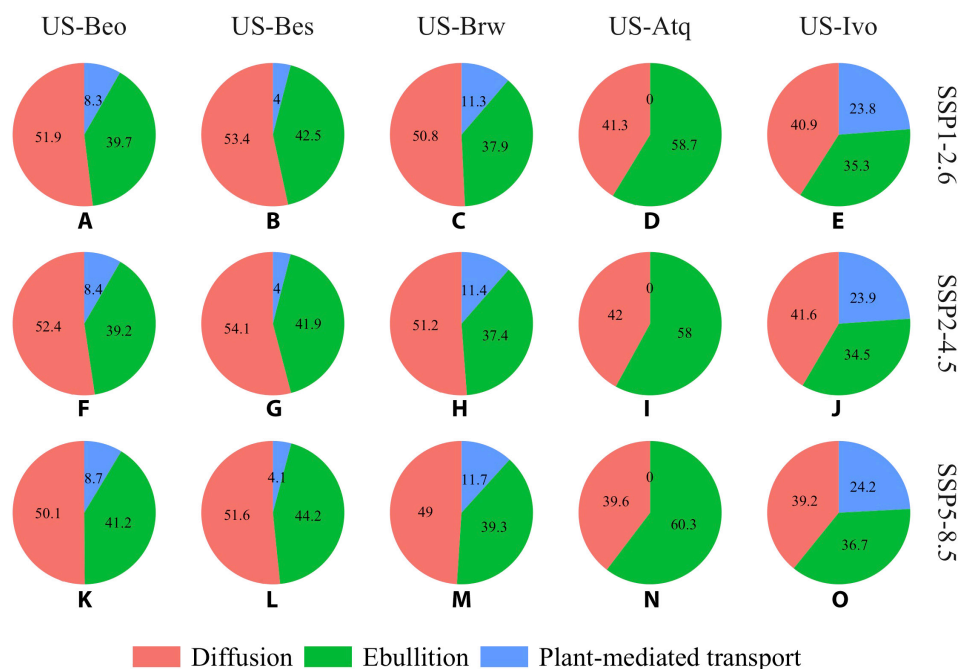 US-Beo US-Bes US-Brw US-Atq US-Ivo
SSP1-2.6
8.3 4 11.3 0 23.8
51.9 39.7 53.4 42.5 50.8 37.9 41.3 58.7 40.9 35.3
A B C D E
SSP2-4.5
8.4 4 11.4 0 23.9
52.4 39.2 54.1 41.9 51.2 37.4 42 58 41.6 34.5
F G H I J
SSP5-8.5
8.7 4.1 11.7 0 24.2
50.1 41.2 51.6 44.2 49 39.3 39.6 60.3 39.2 36.7
K L M N O
Diffusion Ebullition Plant-mediated transport